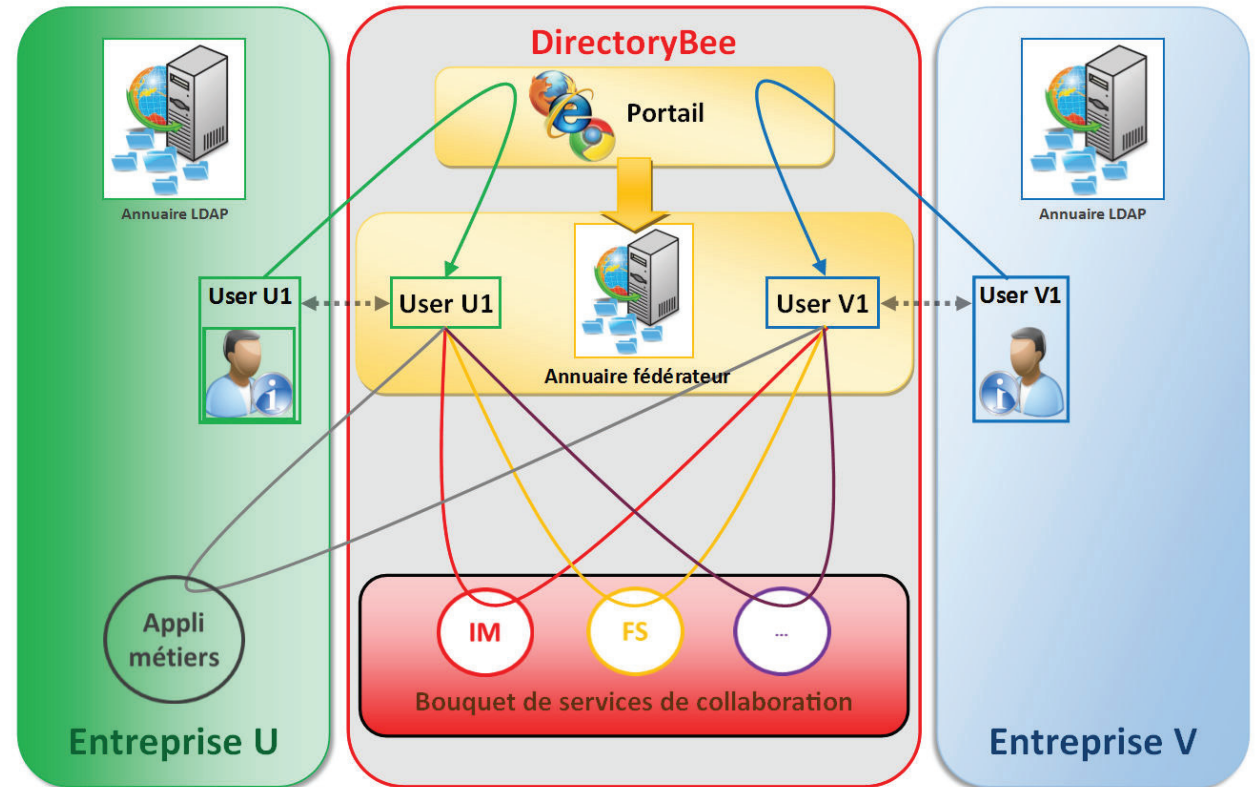 DirectoryBee
Portail
Annuaire LDAP
Annuaire LDAP
User U1
User U1
User V1
User V1
Annuaire fédérateur
Appli
métiers
IM
FS
...
Bouquet de services de collaboration
Entreprise U
Entreprise V